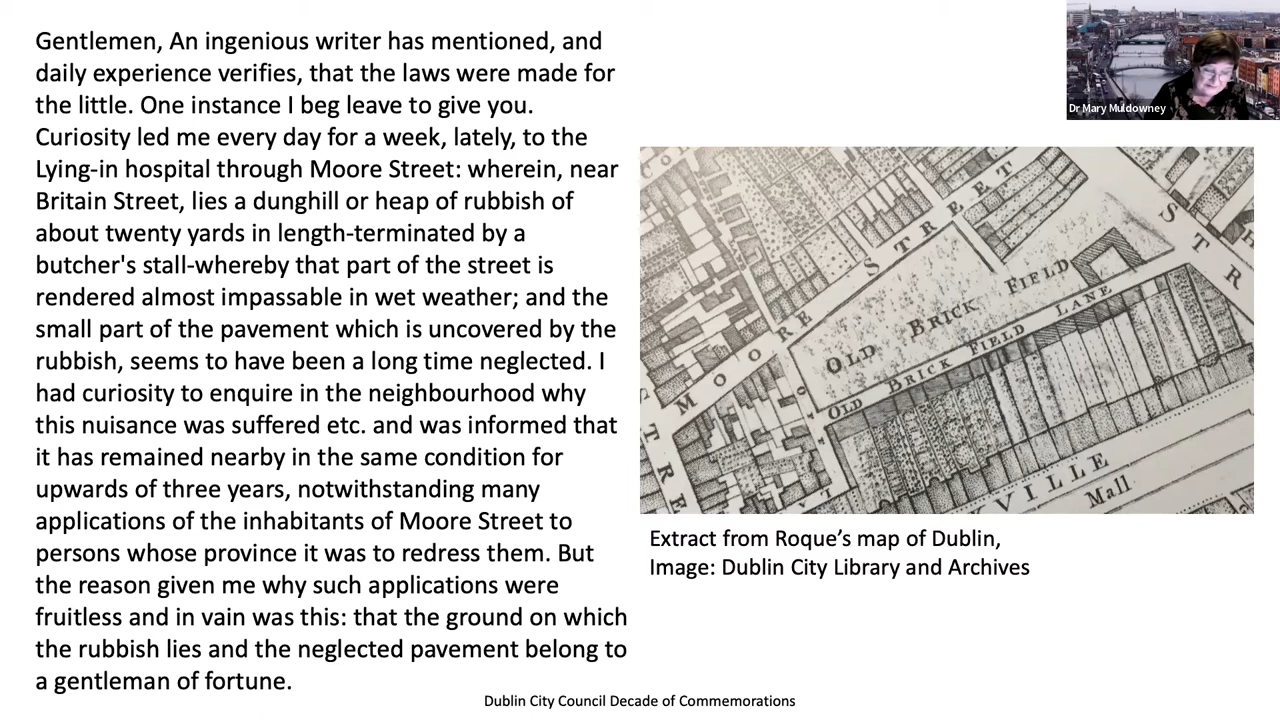 Gentlemen, An ingenious writer has mentioned, and
daily experience verifies, that the laws were made for
the little. One instance I beg leave to give you.
Curiosity led me every day for a week, lately, to the
Lying-in hospital through Moore Street: wherein, near
Britain Street, lies a dunghill or heap of rubbish of
about twenty yards in length-terminated by a
butcher's stall-whereby that part of the street is
rendered almost impassable in wet weather; and the
small part of the pavement which is uncovered by the
rubbish, seems to have been a long time neglected. I
had curiosity to enquire in the neighbourhood why
this nuisance was suffered etc. and was informed that
it has remained nearby in the same condition for
upwards of three years, notwithstanding many
applications of the inhabitants of Moore Street to
persons whose province it was to redress them. But
the reason given me why such applications were
fruitless and in vain was this: that the ground on which
the rubbish lies and the neglected pavement belong to
a gentleman of fortune.
Dr Mary Muldowney
MOORE STREET
OLD BRICK FIELD
OLD BRICK FIELD LANE
STR
TRE
VILLE
Mall
Extract from Roque's map of Dublin,
Image: Dublin City Library and Archives
Dublin City Council Decade of Commemorations